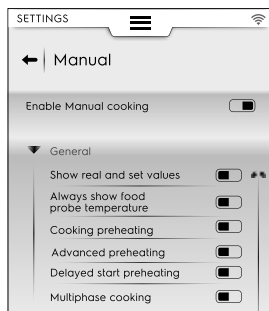 SETTINGS
Manual
Enable Manual cooking
General
Show real and set values
Always show food
probe temperature
Cooking preheating
Advanced preheating
Delayed start preheating
Multiphase cooking